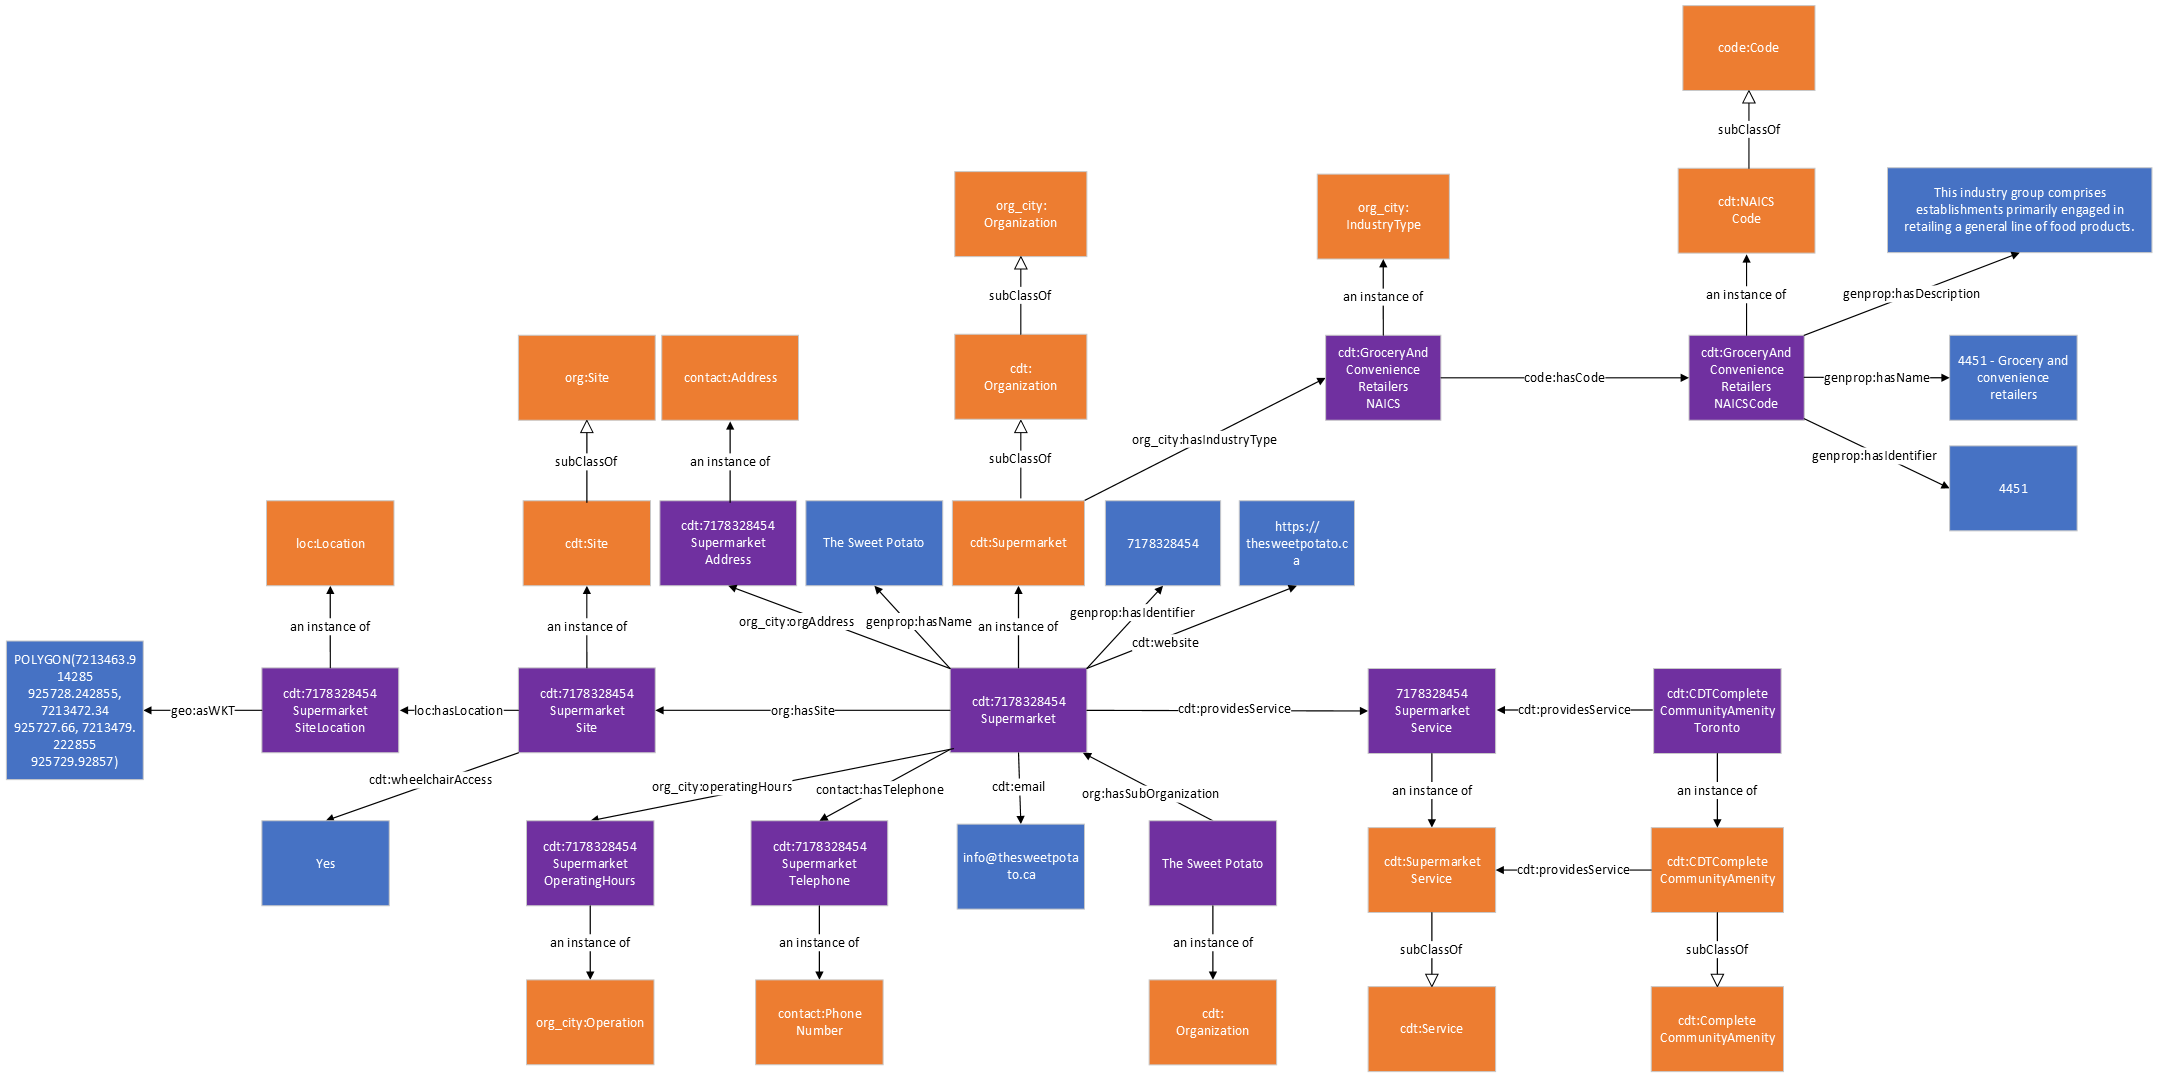 code:Code
subClassOf
cdt:NAICS
Code
This industry group comprises
establishments primarily engaged in
retailing a general line of food products.
org_city:
Organization
org_city:
IndustryType
subClassOf
an instance of
an instance of
genprop:hasDescription
org:Site
contact:Address
cdt:
Organization
cdt:GroceryAnd
Convenience
Retailers
NAICS
code:hasCode
cdt:GroceryAnd
Convenience
Retailers
NAICSCode
genprop:hasName
4451 - Grocery and
convenience
retailers
subClassOf
an instance of
subClassOf
org_city:hasIndustryType
genprop:hasIdentifier
4451
loc:Location
cdt:Site
cdt:7178328454
Supermarket
Address
The Sweet Potato
cdt:Supermarket
7178328454
https://
thesweetpotato.c
a
an instance of
an instance of
org_city:orgAddress
genprop:hasName
an instance of
genprop:hasIdentifier
cdt:website
POLYGON(7213463.9
14285
925728.242855,
7213472.34
925727.66, 7213479.
222855
925729.92857)
geo:asWKT
cdt:7178328454
Supermarket
SiteLocation
loc:hasLocation
cdt:7178328454
Supermarket
Site
org:hasSite
cdt:7178328454
Supermarket
cdt:providesService
7178328454
Supermarket
Service
cdt:providesService
cdt:CDTComplete
CommunityAmenity
Toronto
cdt:wheelchairAccess
org_city:operatingHours
contact:hasTelephone
cdt:email
org:hasSubOrganization
an instance of
an instance of
Yes
cdt:7178328454
Supermarket
OperatingHours
cdt:7178328454
Supermarket
Telephone
info@thesweetpota
to.ca
The Sweet Potato
cdt:Supermarket
Service
cdt:providesService
cdt:CDTComplete
CommunityAmenity
an instance of
an instance of
an instance of
subClassOf
subClassOf
org_city:Operation
contact:Phone
Number
cdt:
Organization
cdt:Service
cdt:Complete
CommunityAmenity